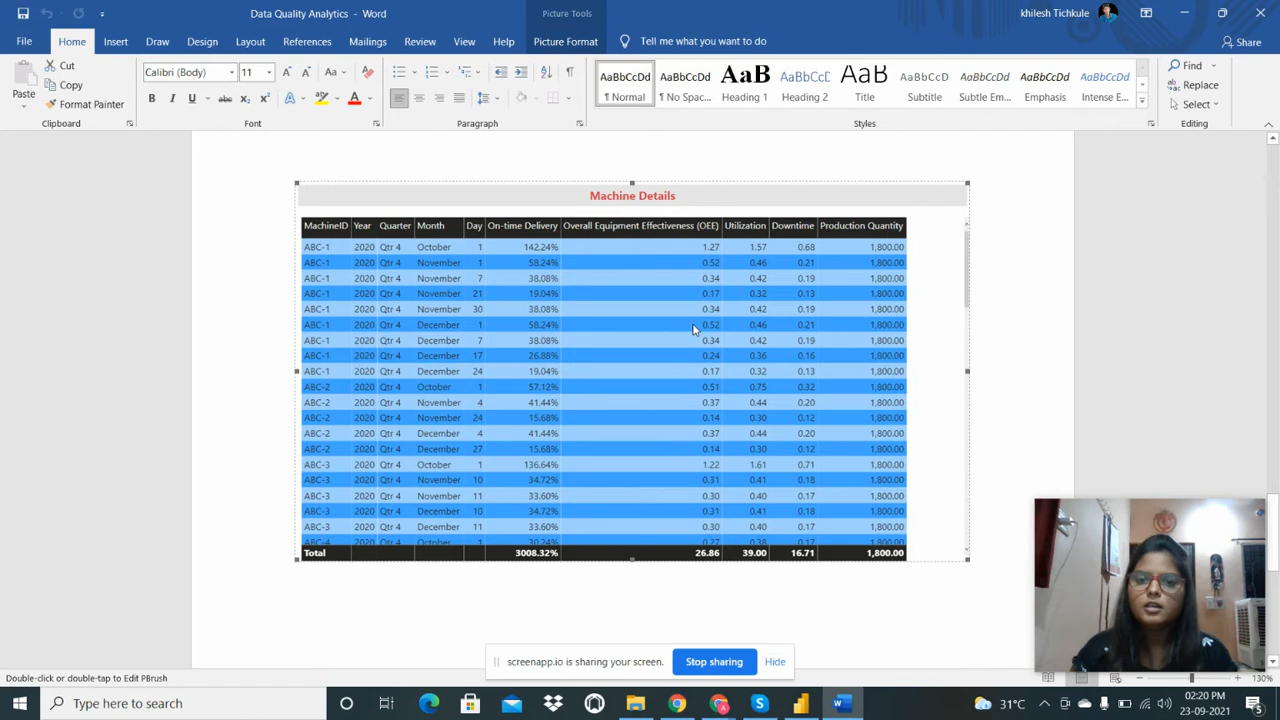 Data Quality Analytics - Word
Picture Tools
khilesh Tichkule
File Home Insert Draw Design Layout References Mailings Review View Help Picture Format Tell me what you want to do Share
Paste
Cut
Copy
Format Painter
Calibri (Body) 11
AaBbCcDd AaBbCcDd AaB AaBbCcC AaB AaBbCcDd AaBbCcDd AaBbCcDd AaBbCcDd
¶ Normal ¶ No Spac... Heading 1 Heading 2 Title Subtitle Subtle Em... Emphasis Intense E...
Find
Replace
Select
Clipboard Font Paragraph Styles Editing
Machine Details
MachineID Year Quarter Month Day On-time Delivery Overall Equipment Effectiveness (OEE) Utilization Downtime Production Quantity
ABC-1 2020 Qtr 4 October 1 142.24% 1.27 1.57 0.68 1,800.00
ABC-1 2020 Qtr 4 November 1 58.24% 0.52 0.46 0.21 1,800.00
ABC-1 2020 Qtr 4 November 7 38.08% 0.34 0.42 0.19 1,800.00
ABC-1 2020 Qtr 4 November 21 19.04% 0.17 0.32 0.13 1,800.00
ABC-1 2020 Qtr 4 November 30 38.08% 0.34 0.42 0.19 1,800.00
ABC-1 2020 Qtr 4 December 1 58.24% 0.52 0.46 0.21 1,800.00
ABC-1 2020 Qtr 4 December 7 38.08% 0.34 0.42 0.19 1,800.00
ABC-1 2020 Qtr 4 December 17 26.88% 0.24 0.36 0.16 1,800.00
ABC-1 2020 Qtr 4 December 24 19.04% 0.17 0.32 0.13 1,800.00
ABC-2 2020 Qtr 4 October 1 57.12% 0.51 0.75 0.32 1,800.00
ABC-2 2020 Qtr 4 November 4 41.44% 0.37 0.44 0.20 1,800.00
ABC-2 2020 Qtr 4 November 24 15.68% 0.14 0.30 0.12 1,800.00
ABC-2 2020 Qtr 4 December 4 41.44% 0.37 0.44 0.20 1,800.00
ABC-2 2020 Qtr 4 December 27 15.68% 0.14 0.30 0.12 1,800.00
ABC-3 2020 Qtr 4 October 1 136.64% 1.22 1.61 0.71 1,800.00
ABC-3 2020 Qtr 4 November 10 34.72% 0.31 0.41 0.18 1,800.00
ABC-3 2020 Qtr 4 November 11 33.60% 0.30 0.40 0.17 1,800.00
ABC-3 2020 Qtr 4 December 10 34.72% 0.31 0.41 0.18 1,800.00
ABC-3 2020 Qtr 4 December 11 33.60% 0.30 0.40 0.17 1,800.00
ABC-4 2020 Qtr 4 October 1 30.24% 0.27 0.38 0.17 1,800.00
Total 3008.32% 26.86 39.00 16.71 1,800.00
screenapp.io is sharing your screen. Stop sharing Hide
Double-click or double-tap to Edit PBrush
130%
Type here to search
31°C
02:20 PM
23-09-2021